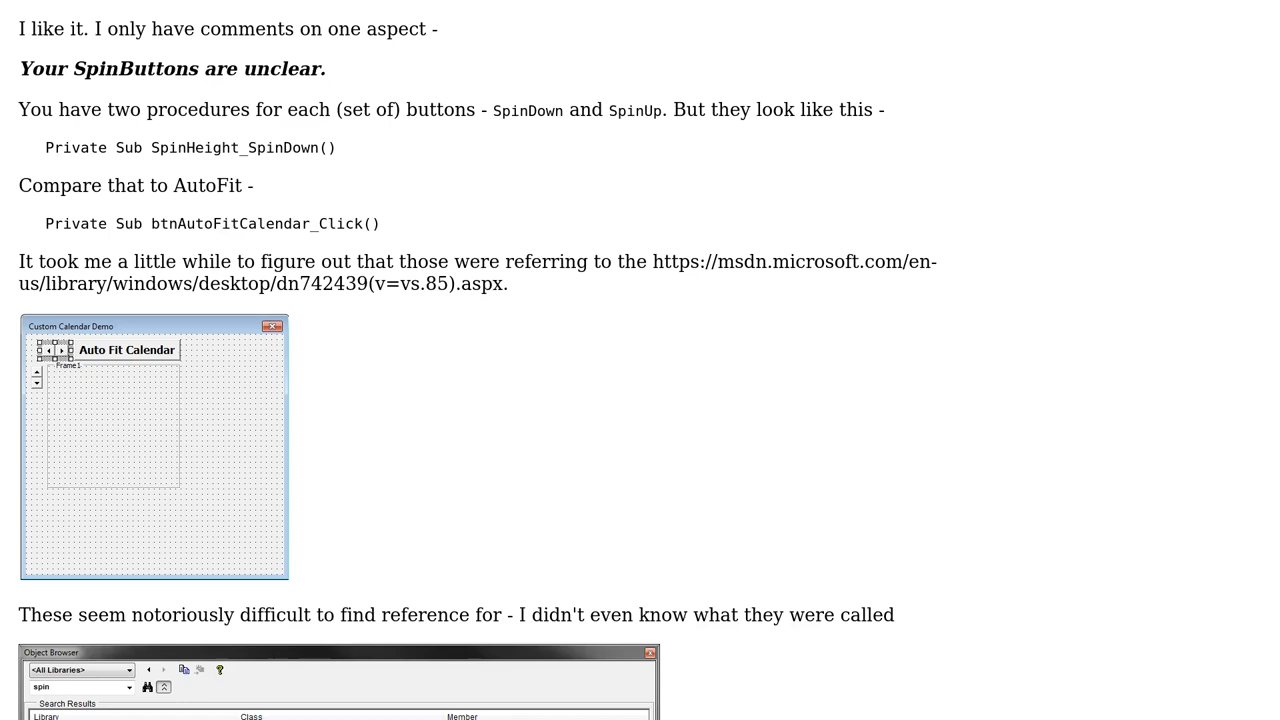 I like it. I only have comments on one aspect -
Your SpinButtons are unclear.
You have two procedures for each (set of) buttons - SpinDown and SpinUp. But they look like this -
Private Sub SpinHeight_SpinDown()
Compare that to AutoFit -
Private Sub btnAutoFitCalendar_Click()
It took me a little while to figure out that those were referring to the https://msdn.microsoft.com/en-
us/library/windows/desktop/dn742439(v=vs.85).aspx.
Custom Calendar Demo
Auto Fit Calendar
Frame1
These seem notoriously difficult to find reference for - I didn't even know what they were called
Object Browser
<All Libraries>
spin
Search Results
Library Class Member